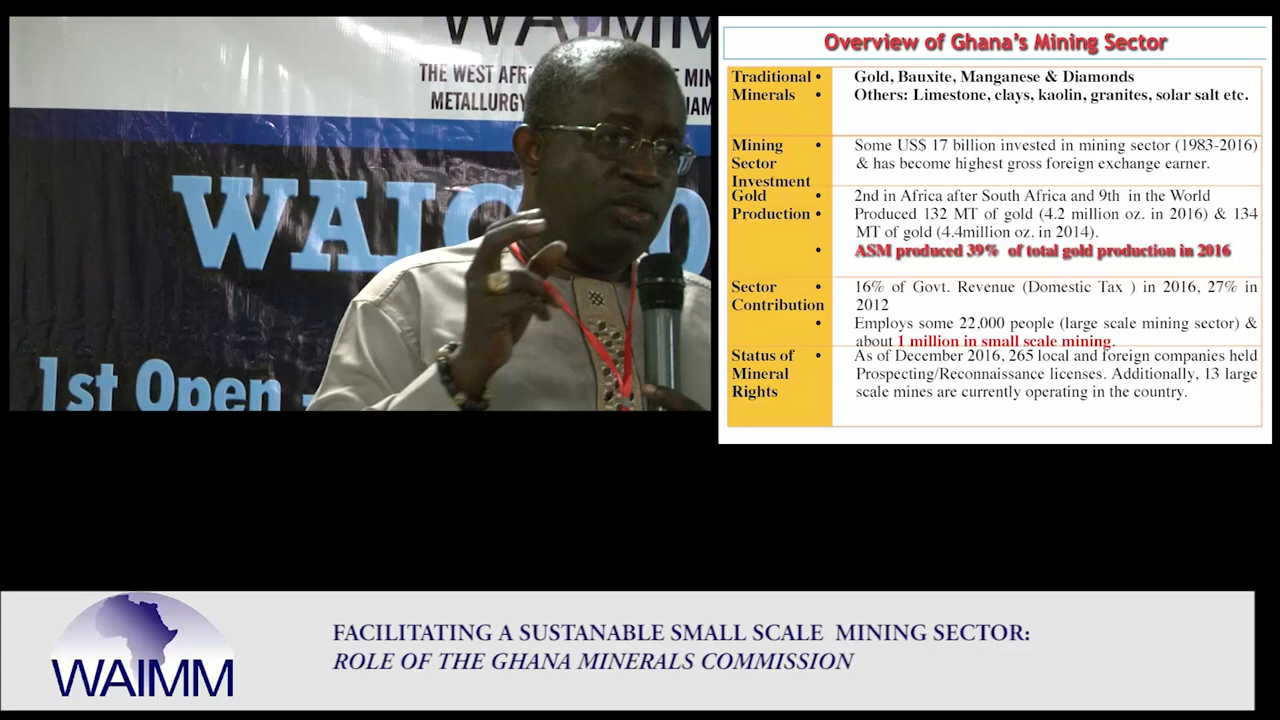 WAIMM
THE WEST AFRI
METALLURGY
WAIC
0
1st Open
Overview of Ghana's Mining Sector
Traditional • Gold, Bauxite, Manganese & Diamonds
Minerals • Others: Limestone, clays, kaolin, granites, solar salt etc.
Mining • Some US$ 17 billion invested in mining sector (1983-2016)
Sector & has become highest gross foreign exchange earner.
Investment
Gold • 2nd in Africa after South Africa and 9th in the World
Production • Produced 132 MT of gold (4.2 million oz. in 2016) & 134
MT of gold (4.4million oz. in 2014).
• ASM produced 39% of total gold production in 2016
Sector • 16% of Govt. Revenue (Domestic Tax ) in 2016, 27% in
Contribution 2012
• Employs some 22,000 people (large scale mining sector) &
about 1 million in small scale mining.
Status of • As of December 2016, 265 local and foreign companies held
Mineral Prospecting/Reconnaissance licenses. Additionally, 13 large
Rights scale mines are currently operating in the country.
WAIMM
FACILITATING A SUSTANABLE SMALL SCALE MINING SECTOR:
ROLE OF THE GHANA MINERALS COMMISSION